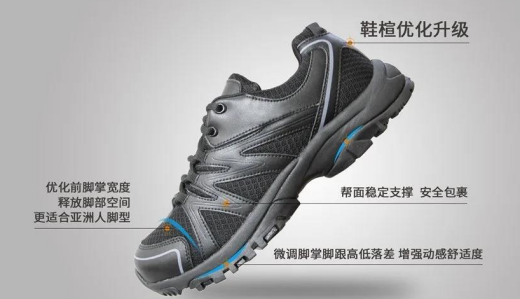 鞋楦优化升级
优化前脚掌宽度
释放脚部空间
更适合亚洲人脚型
帮面稳定支撑 安全包裹
微调脚掌脚跟高低落差 增强动感舒适度